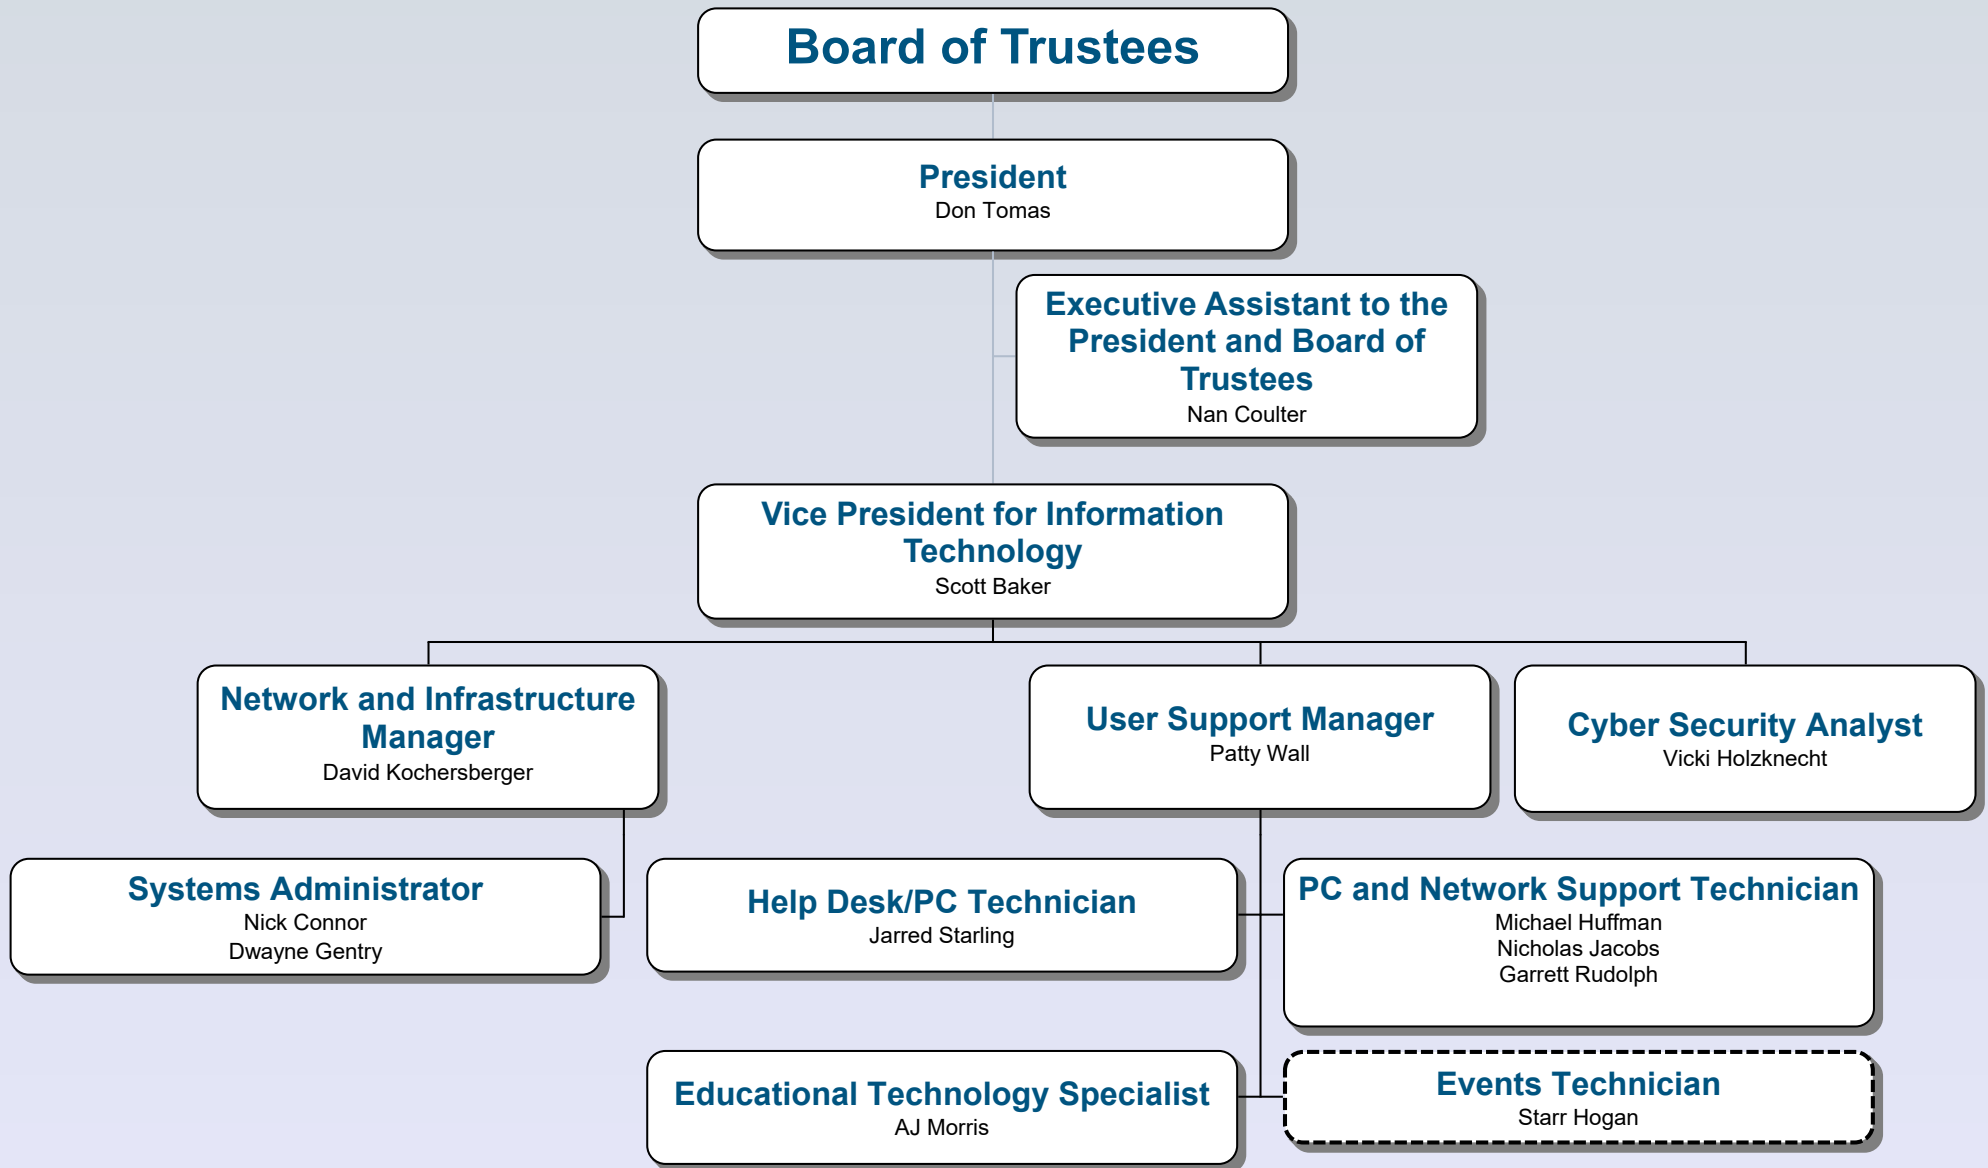 Board of Trustees
President
Don Tomas
Executive Assistant to the
President and Board of
Trustees
Nan Coulter
Vice President for Information
Technology
Scott Baker
Network and Infrastructure
Manager
David Kochersberger
User Support Manager
Patty Wall
Cyber Security Analyst
Vicki Holzknecht
Systems Administrator
Nick Connor
Dwayne Gentry
Help Desk/PC Technician
Jarred Starling
PC and Network Support Technician
Michael Huffman
Nicholas Jacobs
Garrett Rudolph
Educational Technology Specialist
AJ Morris
Events Technician
Starr Hogan